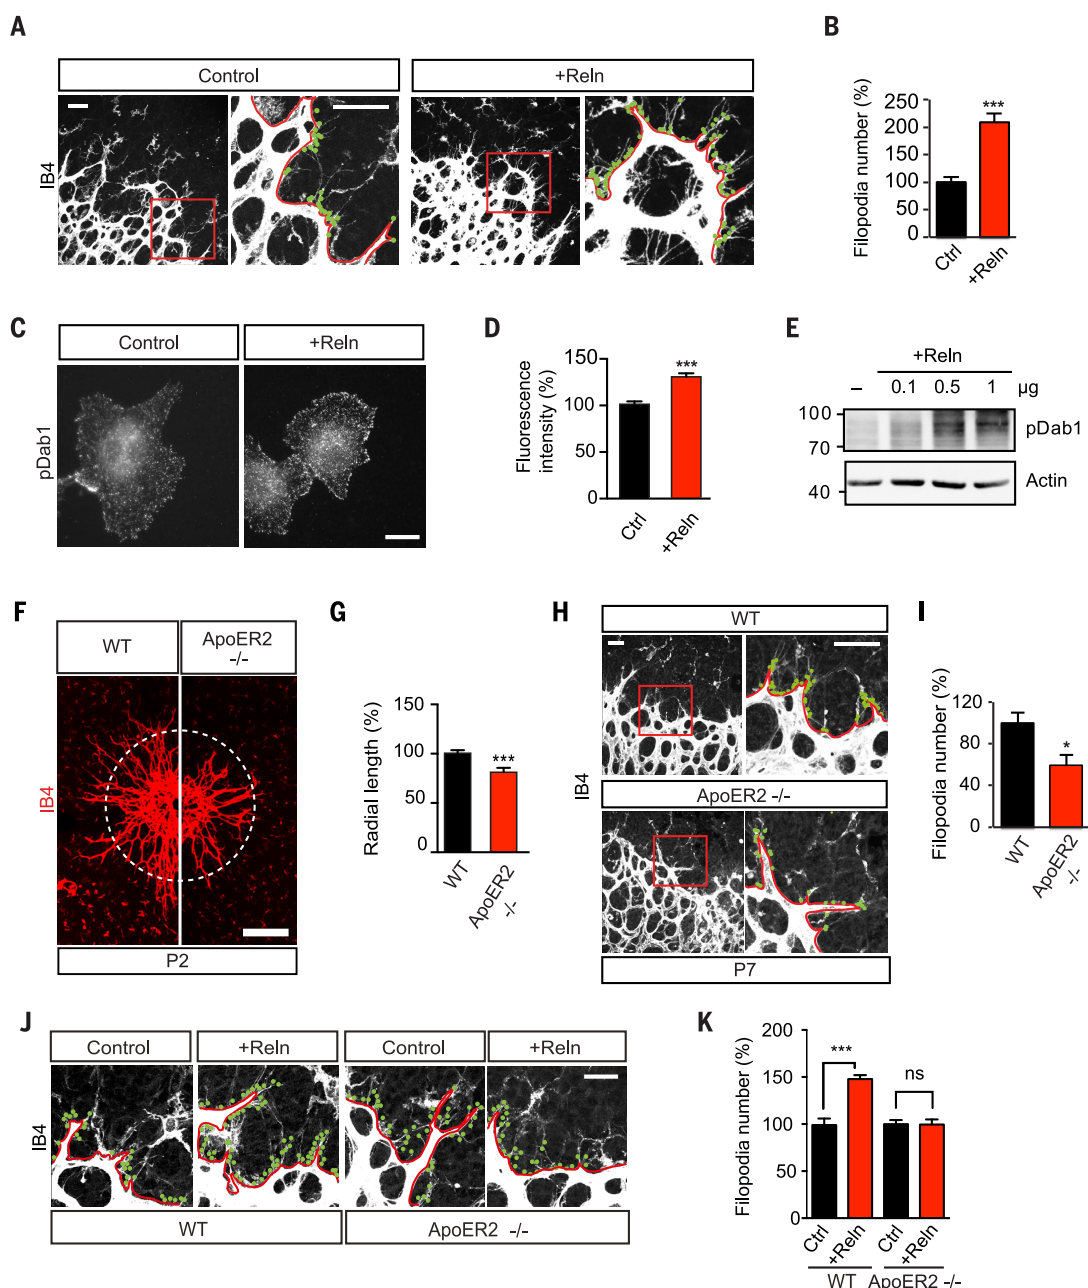 A
Control
+Reln
IB4
B
Filopodia number (%)
250
200
150
100
50
0
***
Ctrl
+Reln
C
Control
+Reln
pDab1
D
Fluorescence
intensity (%)
150
100
50
0
***
Ctrl
+Reln
E
+Reln
– 0.1 0.5 1 µg
100
70
pDab1
40
Actin
F
WT
ApoER2
-/-
IB4
P2
G
Radial length (%)
150
100
50
0
***
WT
ApoER2
-/-
H
WT
IB4
ApoER2 -/-
P7
I
Filopodia number (%)
120
80
40
0
*
WT
ApoER2
-/-
J
Control
+Reln
Control
+Reln
IB4
WT
ApoER2 -/-
K
Filopodia number (%)
200
150
100
50
0
***
ns
Ctrl
+Reln
Ctrl
+Reln
WT
ApoER2 -/-